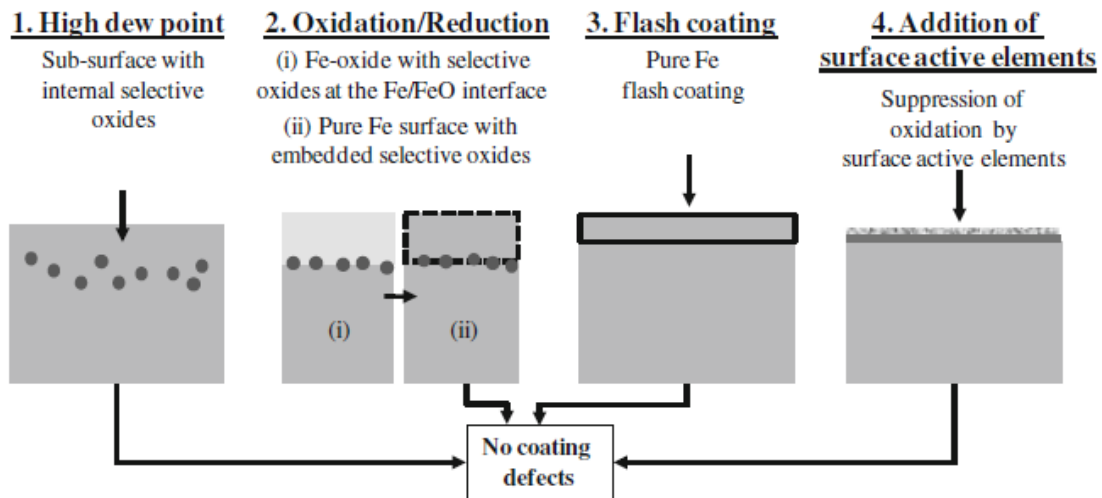 1. High dew point
Sub-surface with
internal selective
oxides
2. Oxidation/Reduction
(i) Fe-oxide with selective
oxides at the Fe/FeO interface
(ii) Pure Fe surface with
embedded selective oxides
3. Flash coating
Pure Fe
flash coating
4. Addition of
surface active elements
Suppression of
oxidation by
surface active elements
(i)
(ii)
No coating
defects